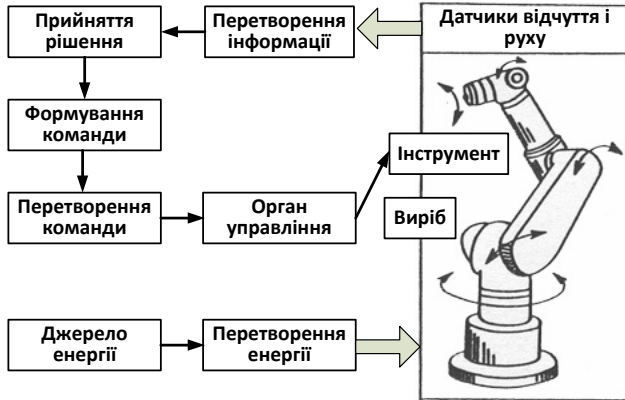 Прийняття
рішення
Перетворення
інформації
Датчики відчуття і
руху
Формування
команди
Інструмент
Перетворення
команди
Орган
управління
Виріб
Джерело
енергії
Перетворення
енергії